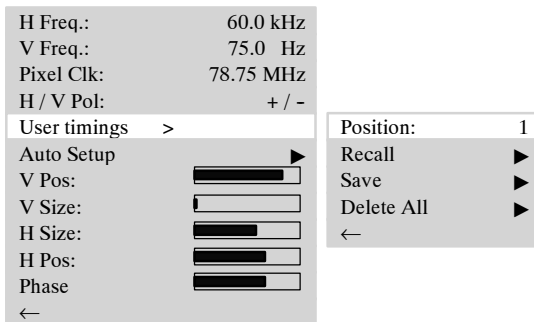 H Freq.: 60.0 kHz
V Freq.: 75.0 Hz
Pixel Clk: 78.75 MHz
H / V Pol: + / -
User timings >
Auto Setup ▶
V Pos:
V Size:
H Size:
H Pos:
Phase
←
Position: 1
Recall ▶
Save ▶
Delete All ▶
←